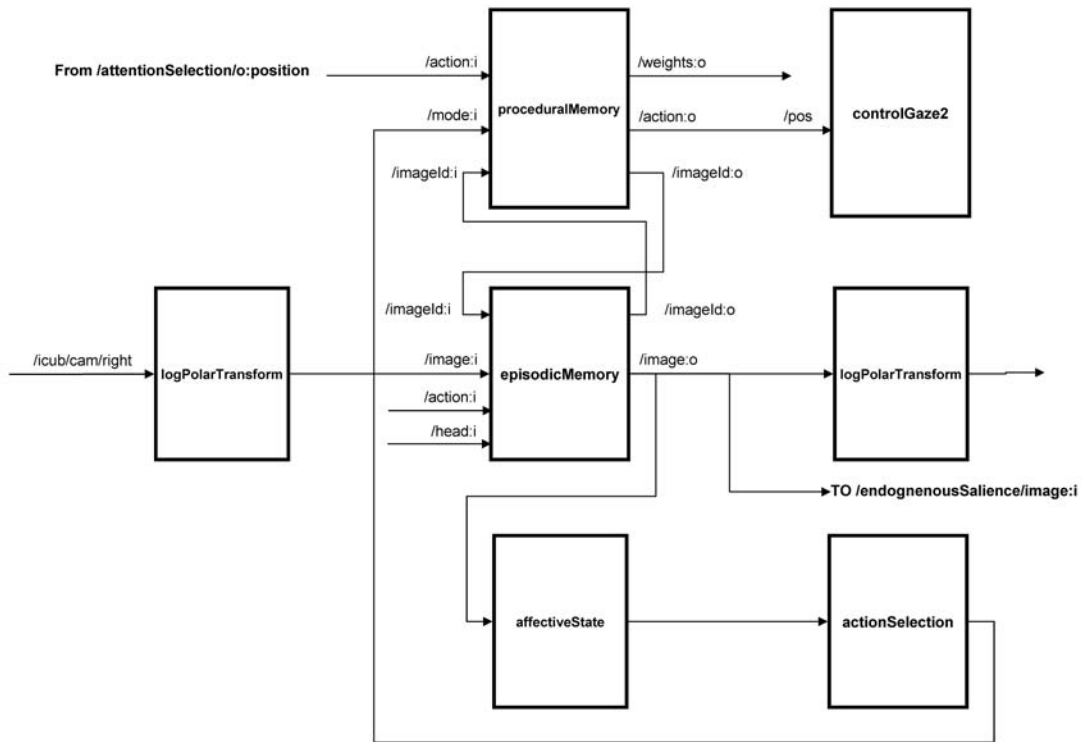 From /attentionSelection/o:position
/action:i
/weights:o
/mode:i
proceduralMemory
/action:o
/pos
controlGaze2
/imageId:i
/imageId:o
/imageId:i
/imageId:o
/icub/cam/right
logPolarTransform
/image:i
episodicMemory
/image:o
logPolarTransform
/action:i
/head:i
TO /endognenousSalience/image:i
affectiveState
actionSelection